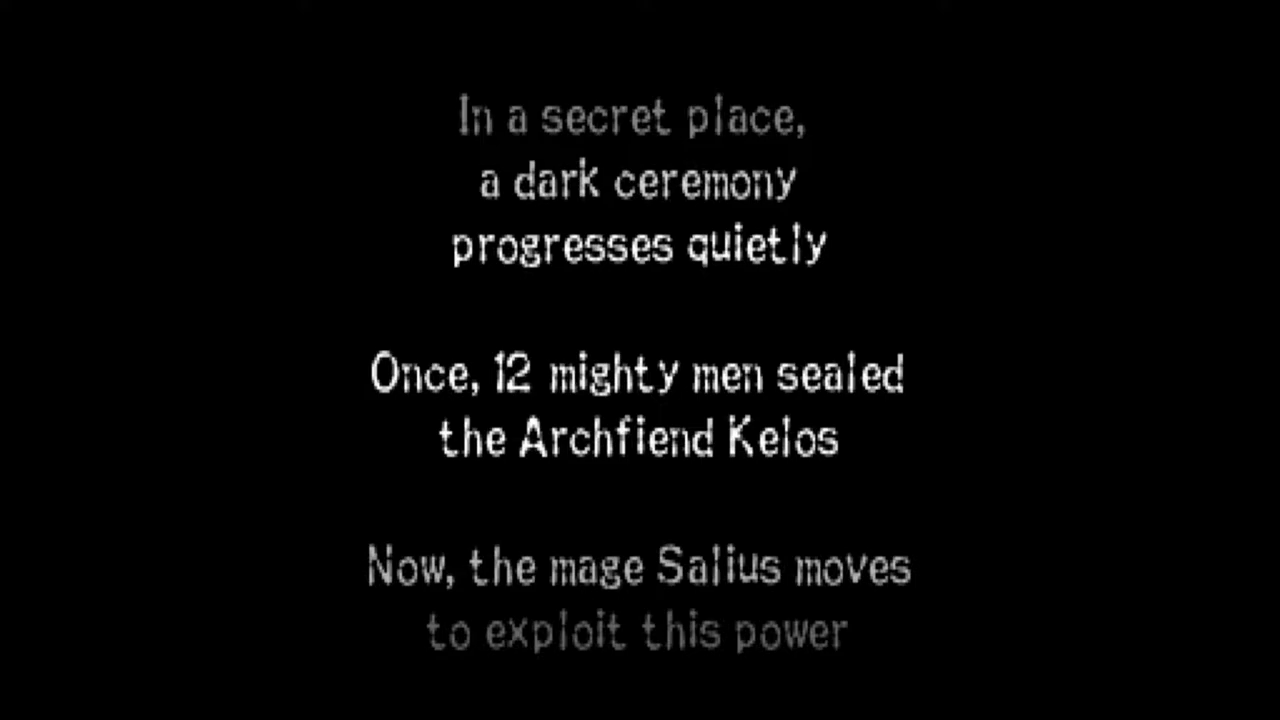 In a secret place,
a dark ceremony
progresses quietly
Once, 12 mighty men sealed
the Archfiend Kelos
Now, the mage Salius moves
to exploit this power